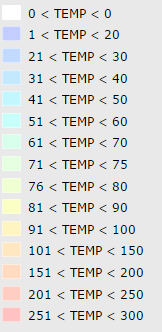 0 < TEMP < 0
1 < TEMP < 20
21 < TEMP < 30
31 < TEMP < 40
41 < TEMP < 50
51 < TEMP < 60
61 < TEMP < 70
71 < TEMP < 75
76 < TEMP < 80
81 < TEMP < 90
91 < TEMP < 100
101 < TEMP < 150
151 < TEMP < 200
201 < TEMP < 250
251 < TEMP < 300